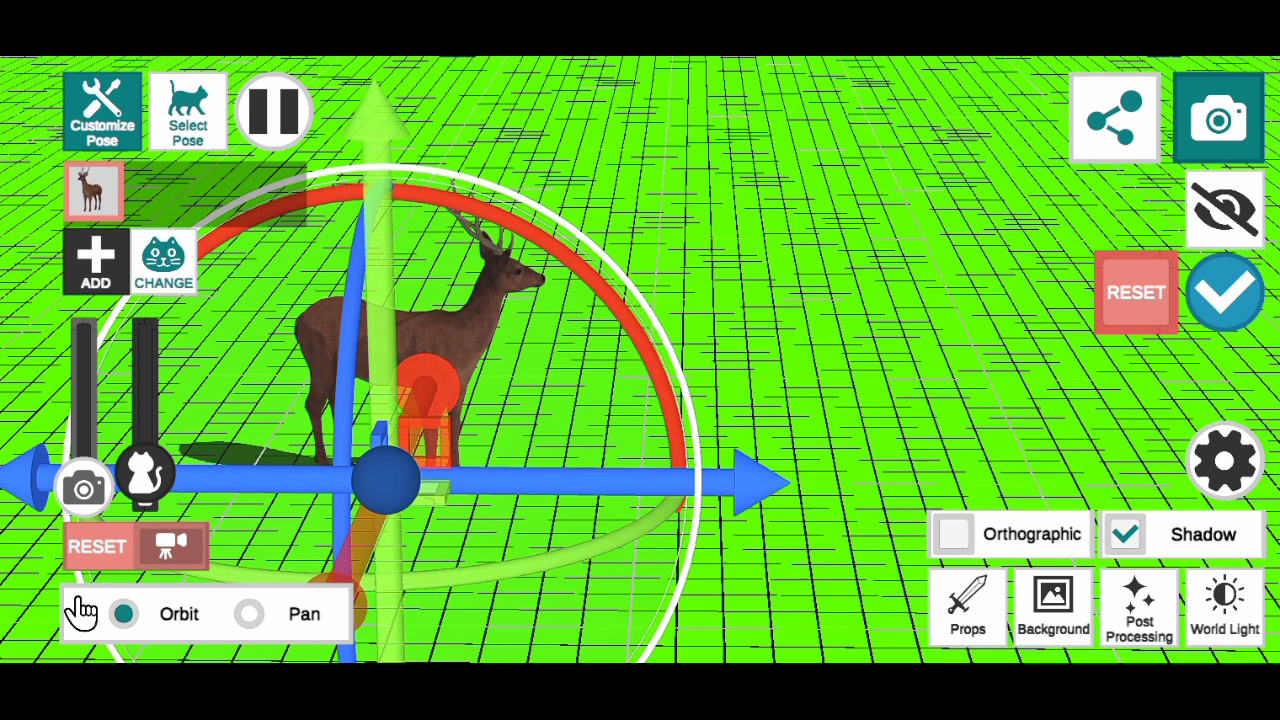 Customize
Pose
Select
Pose
ADD
CHANGE
RESET
RESET
Orbit
Pan
Orthographic
Shadow
Props
Background
Post
Processing
World Light